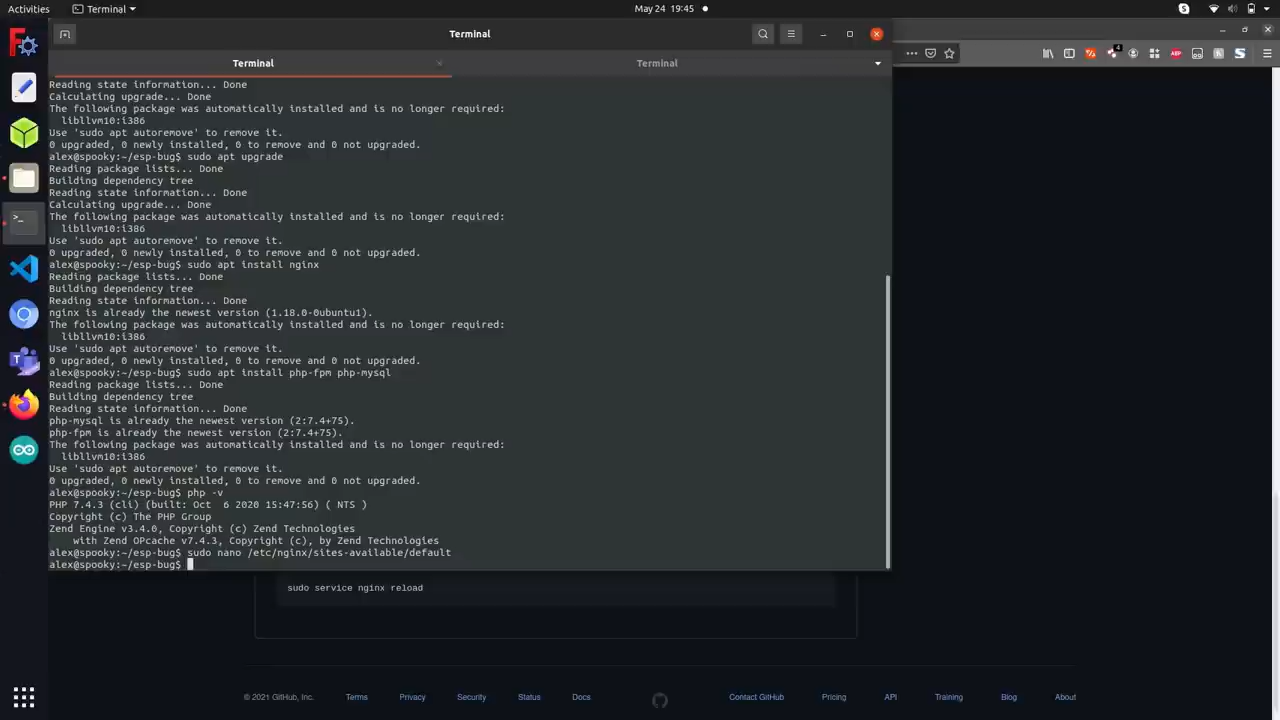 Activities
Terminal
May 24 19:45
Terminal
Terminal
Terminal
Reading state information... Done
Calculating upgrade... Done
The following package was automatically installed and is no longer required:
libllvm10:i386
Use 'sudo apt autoremove' to remove it.
0 upgraded, 0 newly installed, 0 to remove and 0 not upgraded.
alex@spooky:~/esp-bug$ sudo apt upgrade
Reading package lists... Done
Building dependency tree
Reading state information... Done
Calculating upgrade... Done
The following package was automatically installed and is no longer required:
libllvm10:i386
Use 'sudo apt autoremove' to remove it.
0 upgraded, 0 newly installed, 0 to remove and 0 not upgraded.
alex@spooky:~/esp-bug$ sudo apt install nginx
Reading package lists... Done
Building dependency tree
Reading state information... Done
nginx is already the newest version (1.18.0-0ubuntu1).
The following package was automatically installed and is no longer required:
libllvm10:i386
Use 'sudo apt autoremove' to remove it.
0 upgraded, 0 newly installed, 0 to remove and 0 not upgraded.
alex@spooky:~/esp-bug$ sudo apt install php-fpm php-mysql
Reading package lists... Done
Building dependency tree
Reading state information... Done
php-mysql is already the newest version (2:7.4+75).
php-fpm is already the newest version (2:7.4+75).
The following package was automatically installed and is no longer required:
libllvm10:i386
Use 'sudo apt autoremove' to remove it.
0 upgraded, 0 newly installed, 0 to remove and 0 not upgraded.
alex@spooky:~/esp-bug$ php -v
PHP 7.4.3 (cli) (built: Oct  6 2020 15:47:56) ( NTS )
Copyright (c) The PHP Group
Zend Engine v3.4.0, Copyright (c) Zend Technologies
with Zend OPcache v7.4.3, Copyright (c), by Zend Technologies
alex@spooky:~/esp-bug$ sudo nano /etc/nginx/sites-available/default
alex@spooky:~/esp-bug$
sudo service nginx reload
© 2021 GitHub, Inc. Terms Privacy Security Status Docs Contact GitHub Pricing API Training Blog About